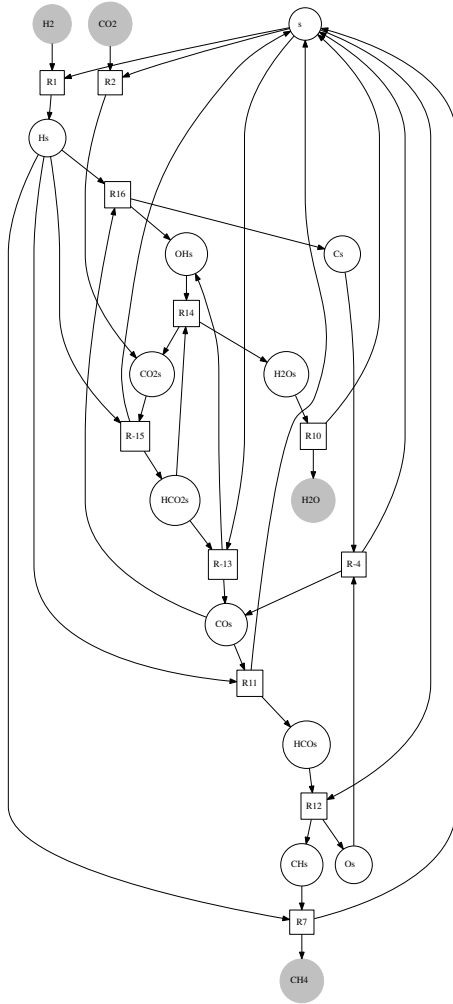 H2
CO2
s
R1
R2
Hs
R16
OHs
Cs
R14
CO2s
H2Os
R-15
R10
HCO2s
H2O
R-13
R-4
COs
R11
HCOs
R12
CHs
Os
R7
CH4